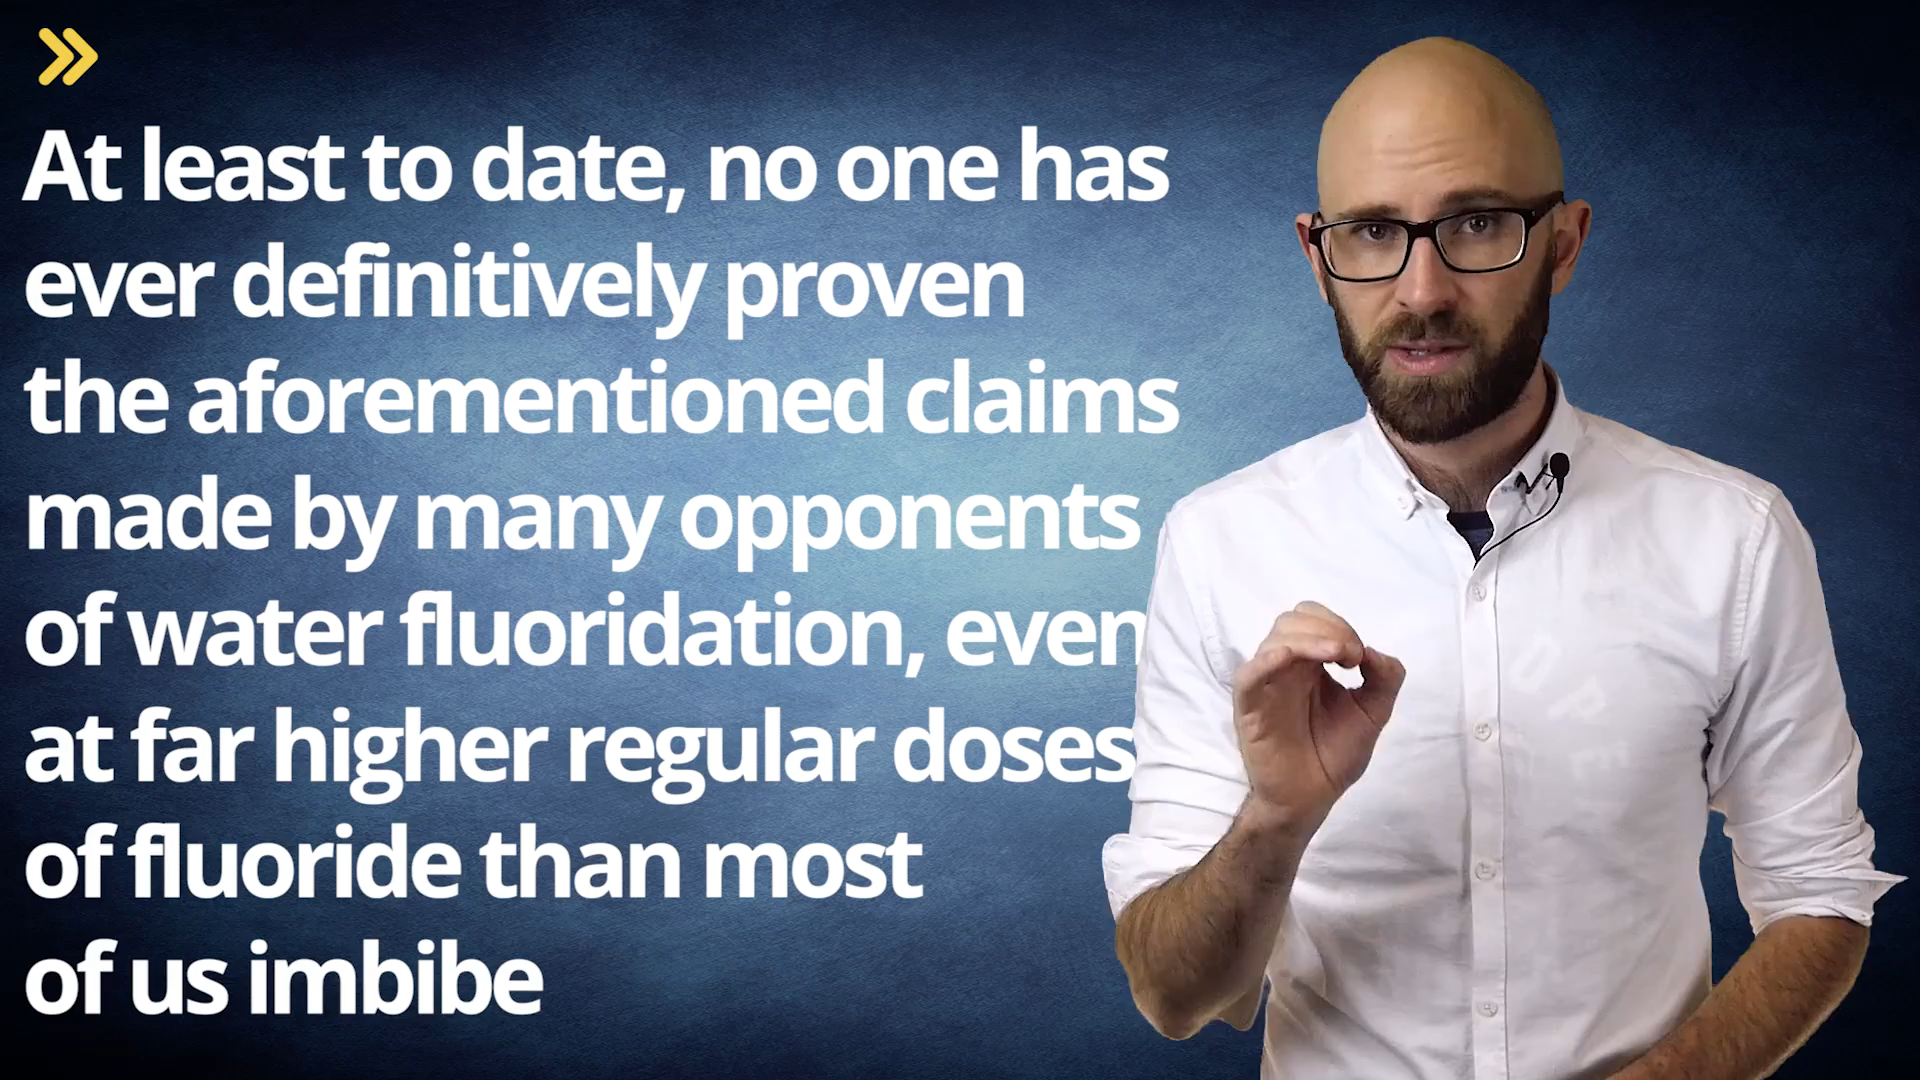 At least to date, no one has
ever definitively proven
the aforementioned claims
made by many opponents
of water fluoridation, even
at far higher regular doses
of fluoride than most
of us imbibe